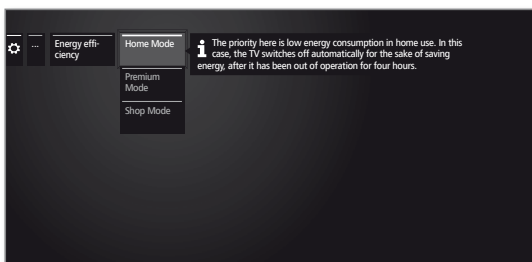 ...
Energy effi-
ciency
Home Mode
Premium
Mode
Shop Mode
i The priority here is low energy consumption in home use. In this
case, the TV switches off automatically for the sake of saving
energy, after it has been out of operation for four hours.